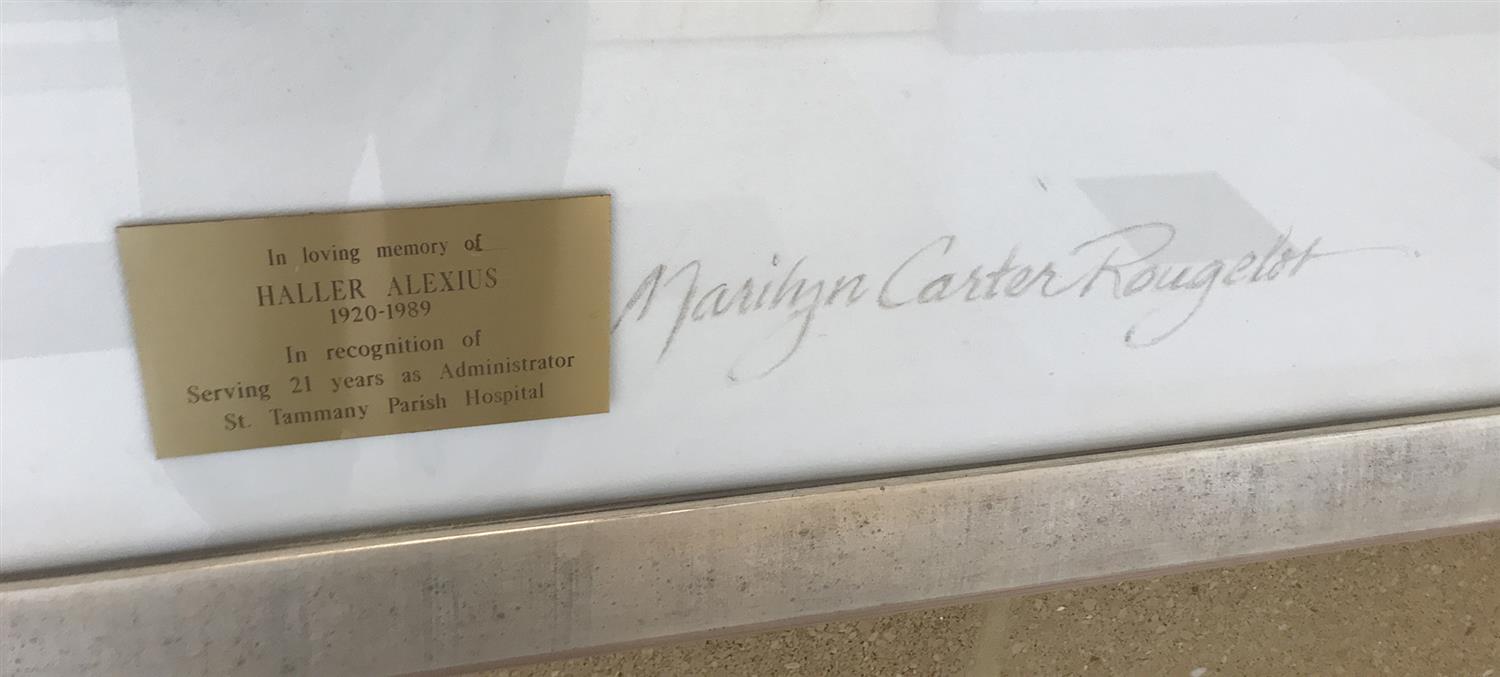 In loving memory of
HALLER ALEXIUS
1920-1989
In recognition of
Serving 21 years as Administrator
St. Tammany Parish Hospital
Marilyn Carter Rougelot